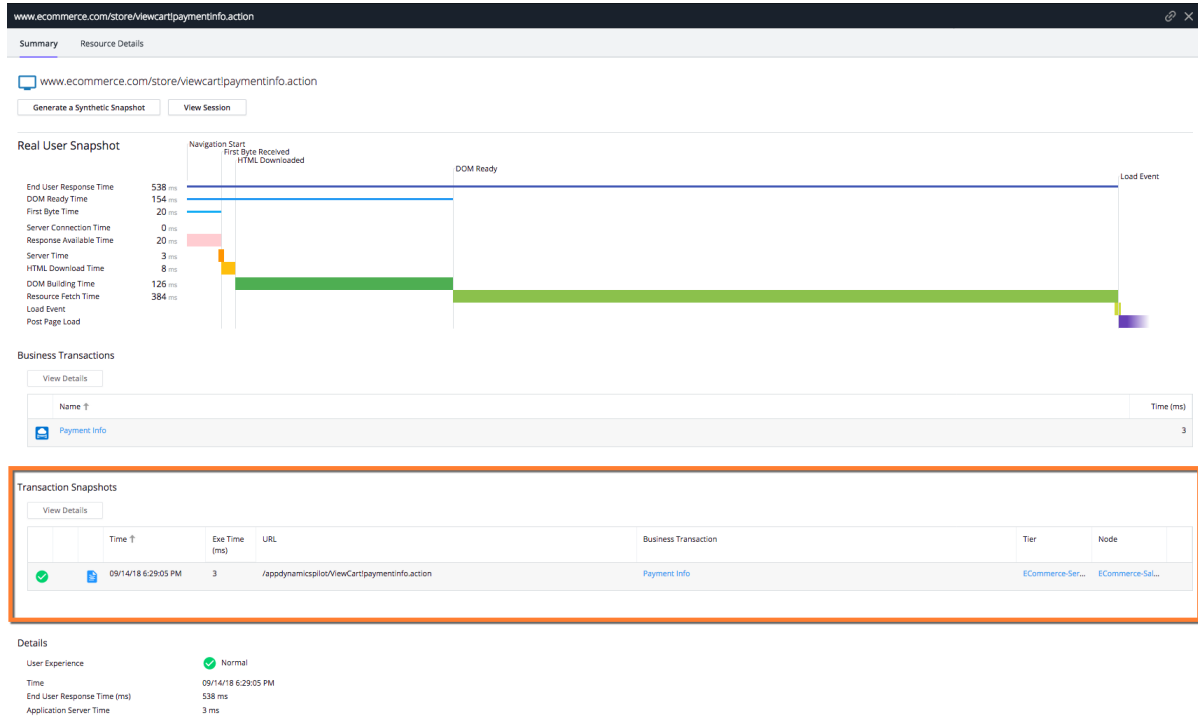 www.ecommerce.com/store/viewcart!paymentinfo.action
Summary Resource Details
www.ecommerce.com/store/viewcart!paymentinfo.action
Generate a Synthetic Snapshot View Session
Real User Snapshot
Navigation Start
First Byte Received
HTML Downloaded
DOM Ready
Load Event
End User Response Time 538 ms
DOM Ready Time 154 ms
First Byte Time 20 ms
Server Connection Time 0 ms
Response Available Time 20 ms
Server Time 3 ms
HTML Download Time 8 ms
DOM Building Time 126 ms
Resource Fetch Time 384 ms
Load Event
Post Page Load
Business Transactions
View Details
Name ↑ Time (ms)
Payment Info 3
Transaction Snapshots
View Details
Time ↑ Exe Time (ms) URL Business Transaction Tier Node
09/14/18 6:29:05 PM 3 /appdynamicspilot/ViewCart!paymentinfo.action Payment Info ECommerce-Ser... ECommerce-Sal...
Details
User Experience Normal
Time 09/14/18 6:29:05 PM
End User Response Time (ms) 538 ms
Application Server Time 3 ms